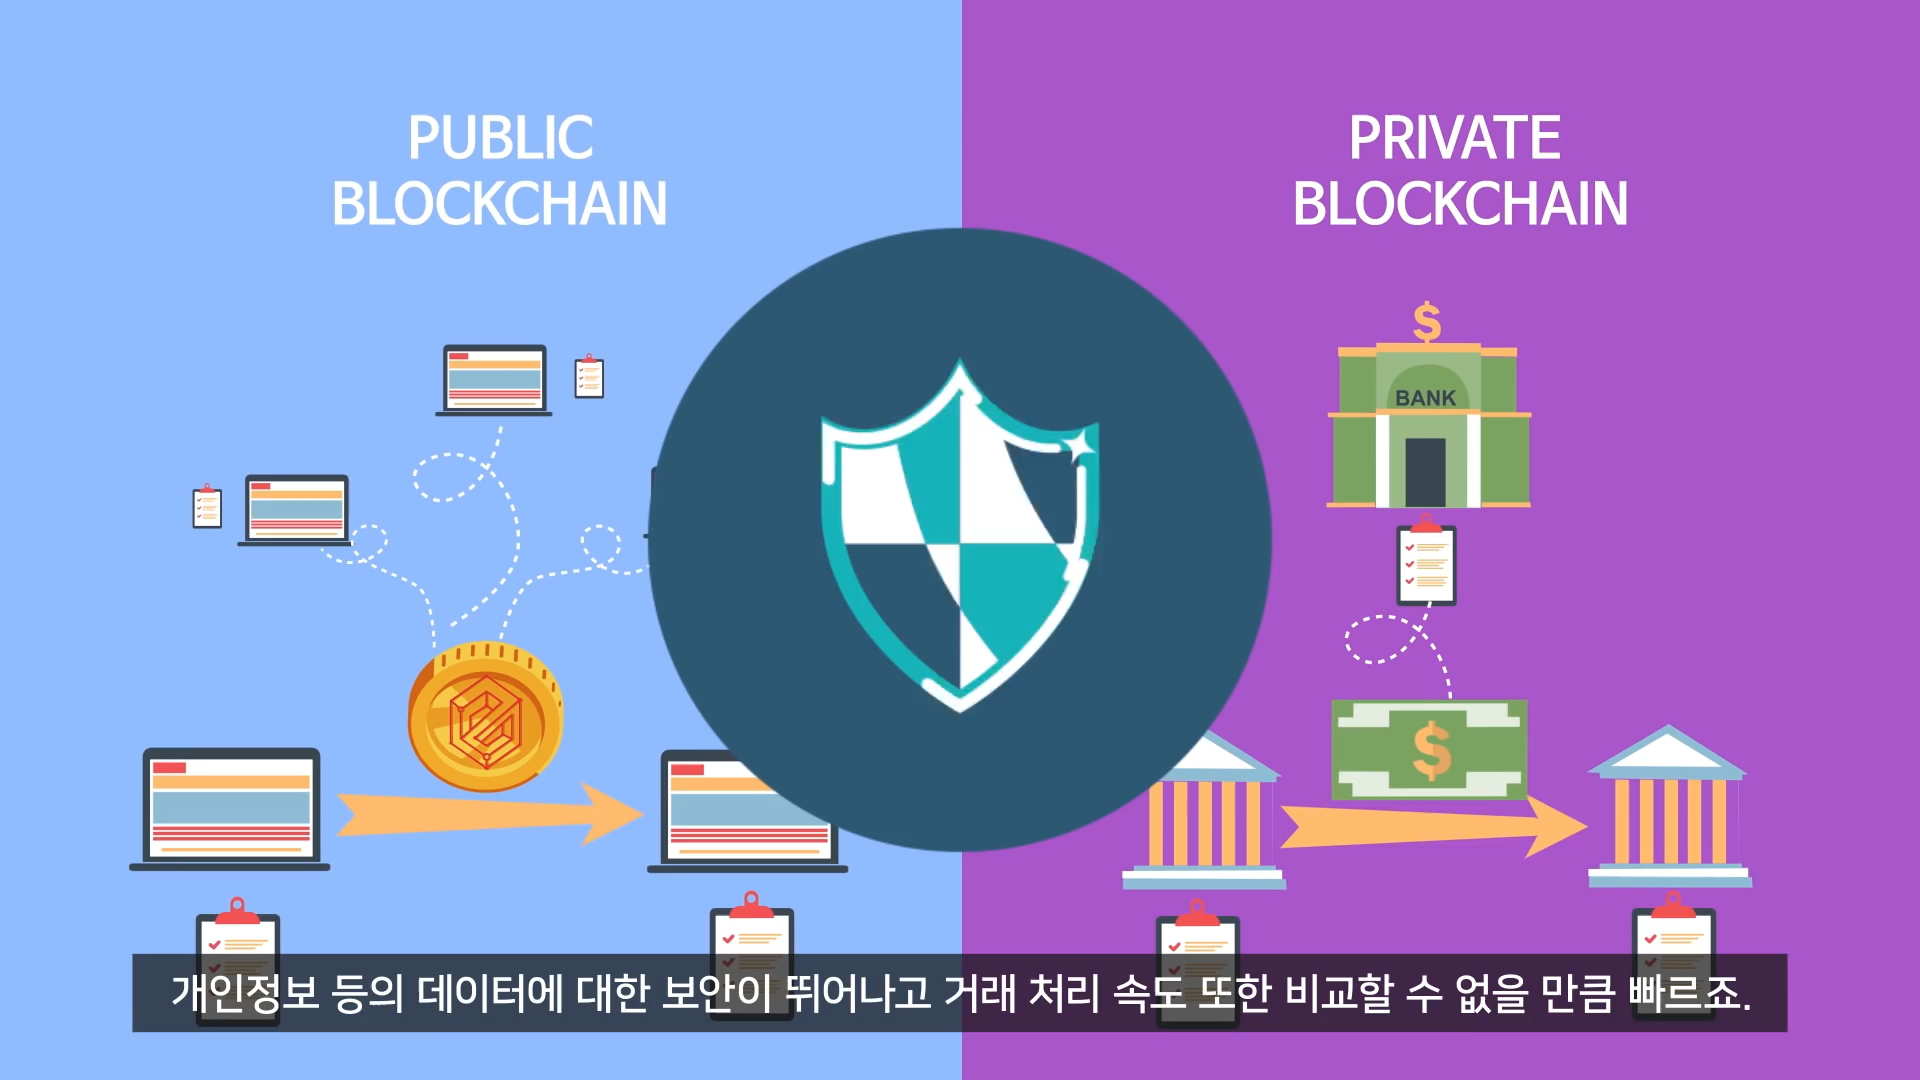 PUBLIC
BLOCKCHAIN
PRIVATE
BLOCKCHAIN
$
BANK
$
개인정보 등의 데이터에 대한 보안이 뛰어나고 거래 처리 속도 또한 비교할 수 없을 만큼 빠르죠.